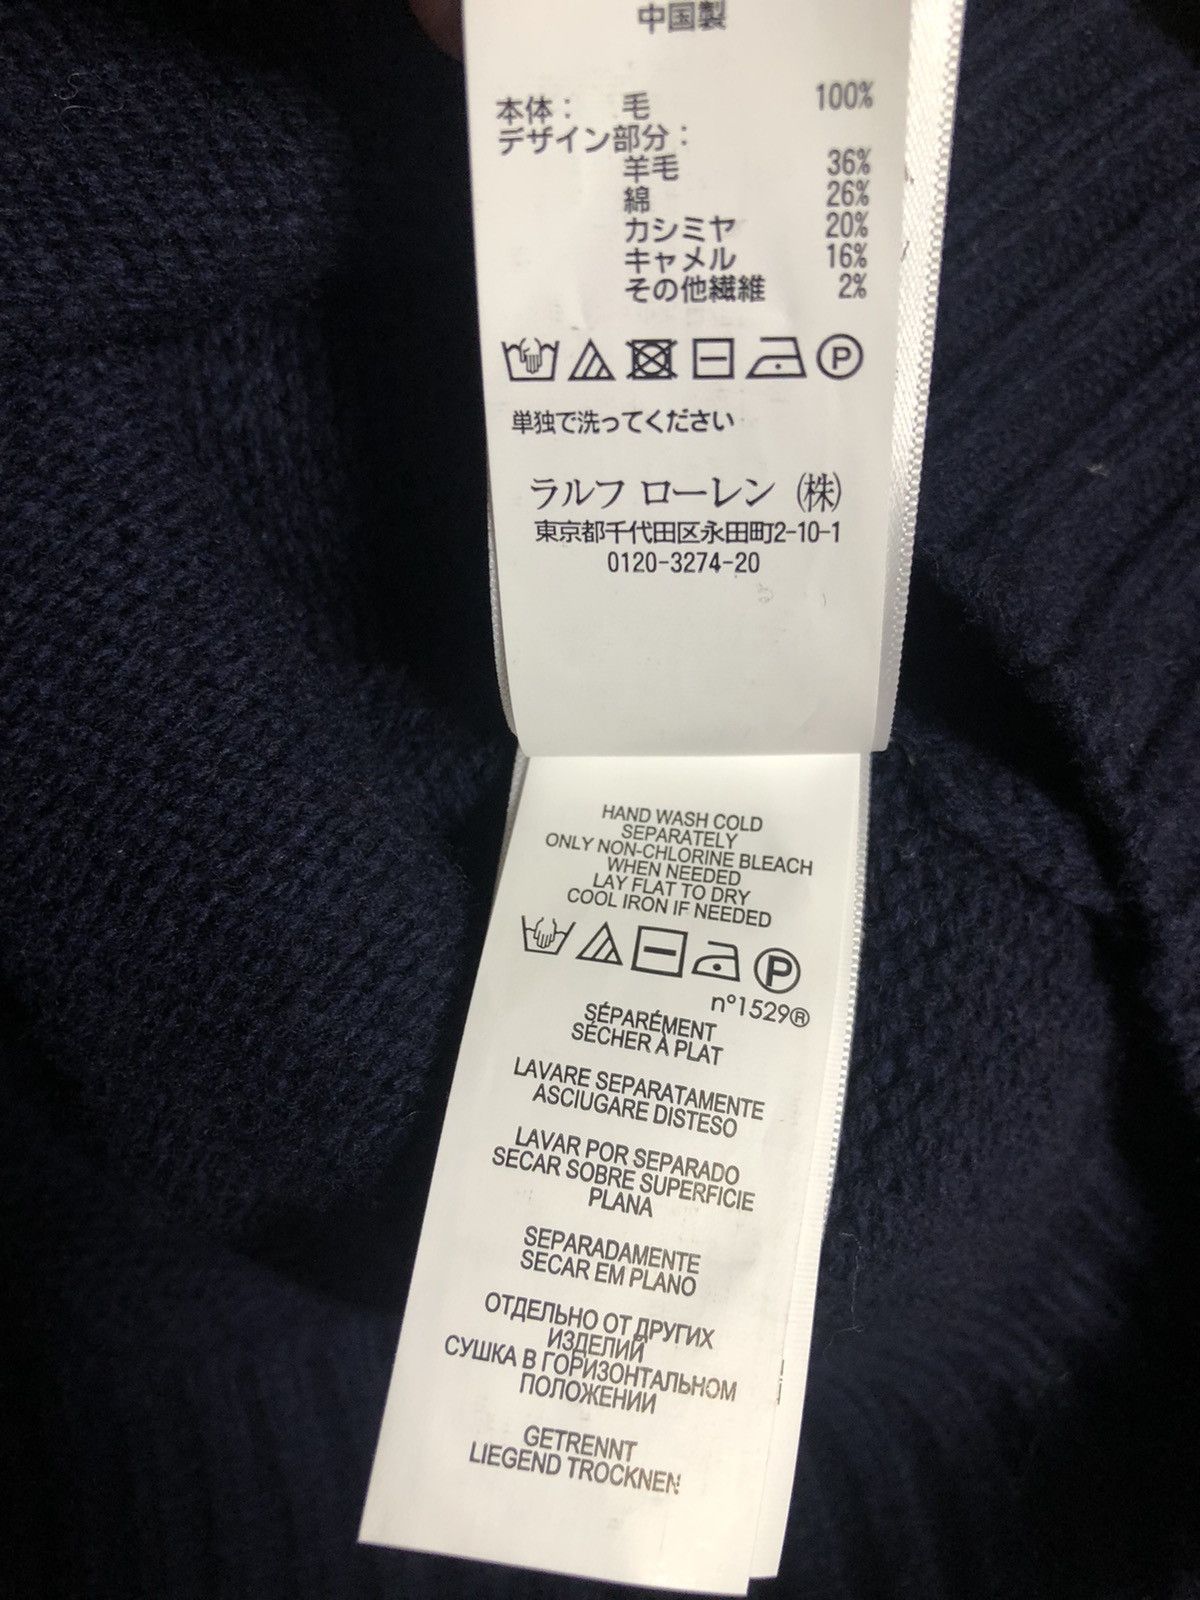 中国製
本体： 毛 100%
デザイン部分：
羊毛 36%
綿 26%
カシミヤ 20%
キャメル 16%
その他繊維 2%
P
単独で洗ってください
ラルフ ローレン（株）
東京都千代田区永田町2-10-1
0120-3274-20
HAND WASH COLD
SEPARATELY
ONLY NON-CHLORINE BLEACH
WHEN NEEDED
LAY FLAT TO DRY
COOL IRON IF NEEDED
P
n°1529®
SÉPARÉMENT
SÉCHER À PLAT
LAVARE SEPARATAMENTE
ASCIUGARE DISTESO
LAVAR POR SEPARADO
SECAR SOBRE SUPERFICIE
PLANA
SEPARADAMENTE
SECAR EM PLANO
ОТДЕЛЬНО ОТ ДРУГИХ
ИЗДЕЛИЙ
СУШКА В ГОРИЗОНТАЛЬНОМ
ПОЛОЖЕНИИ
GETRENNT
LIEGEND TROCKNEN